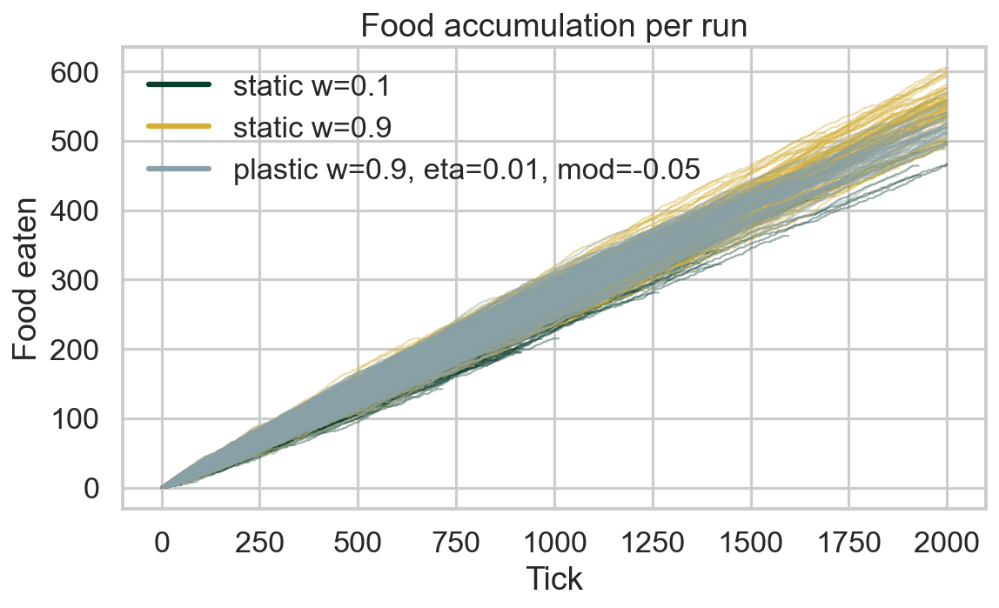 Food accumulation per run
600
500
400
300
200
100
0
Food eaten
static w=0.1
static w=0.9
plastic w=0.9, eta=0.01, mod=-0.05
0 250 500 750 1000 1250 1500 1750 2000
Tick